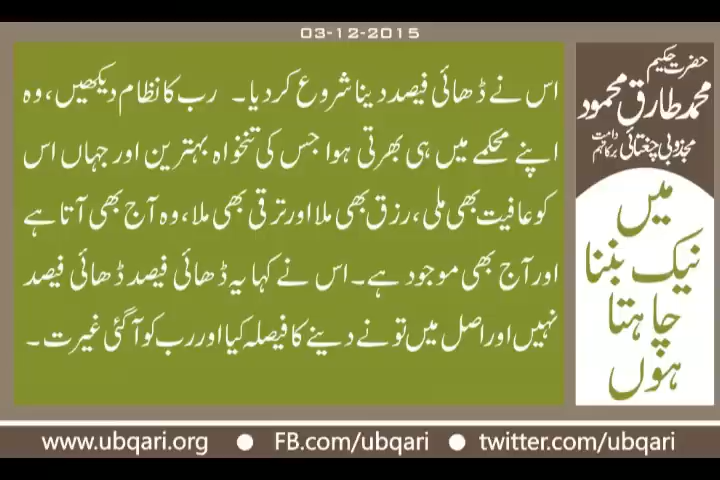 03-12-2015
حضرت حکیم
محمد طارق محمود
مجذوبی چغتائی دامت برکاتہم
میں
نیک بننا
چاہتا
ہوں
اس نے ڈھائی فیصد دینا شروع کردیا۔ رب کا نظام دیکھیں، وہ
اپنے محکمے میں ہی بھرتی ہوا جس کی تنخواہ بہترین اور جہاں اس
کو عافیت بھی ملی، رزق بھی ملا اور ترقی بھی ملا، وہ آج بھی آتا ہے
اور آج بھی موجود ہے۔ اس نے کہا یہ ڈھائی فیصد ڈھائی فیصد
نہیں اور اصل میں تو نے دینے کا فیصلہ کیا اور رب کو آگئی غیرت۔
www.ubqari.org ● FB.com/ubqari ● twitter.com/ubqari